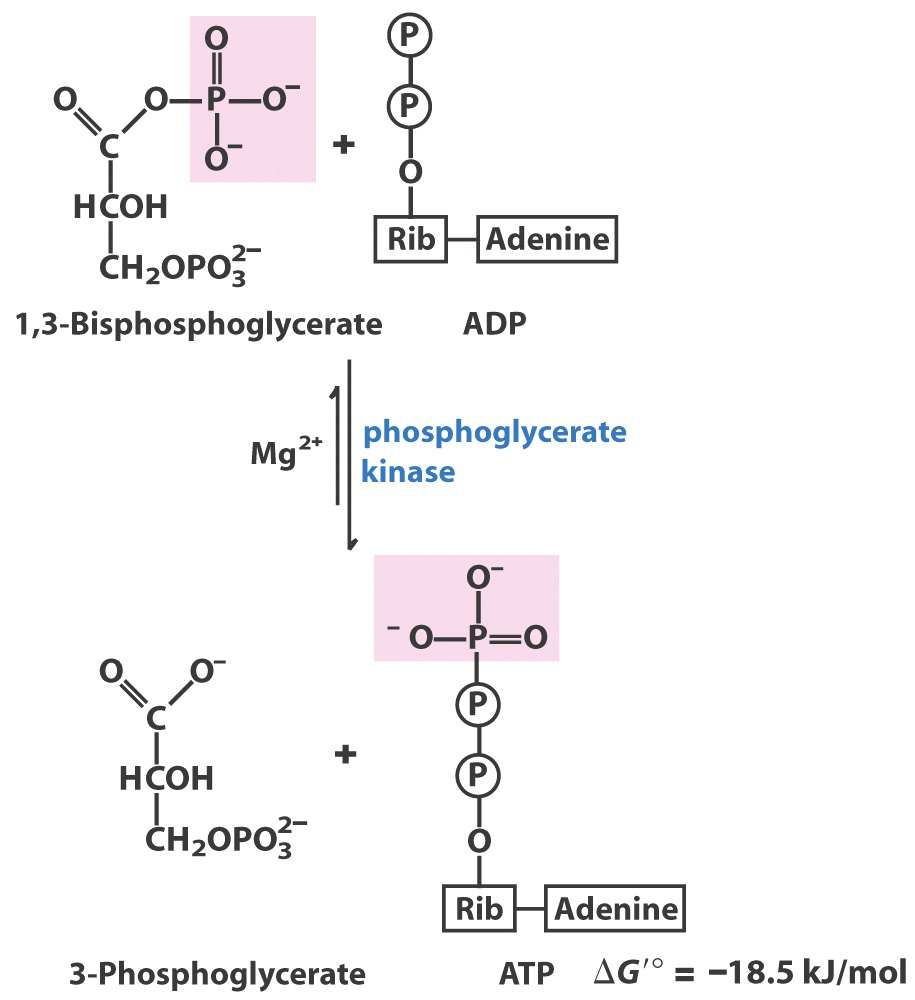 O P
O O P O⁻ P
C O⁻ + O
HCOH Rib Adenine
CH₂OPO₃²⁻
1,3-Bisphosphoglycerate ADP
Mg²⁺ phosphoglycerate
kinase
O⁻
⁻O P O
O O⁻ P
C
HCOH + P
CH₂OPO₃²⁻ O
Rib Adenine
3-Phosphoglycerate ATP ΔG′° = −18.5 kJ/mol